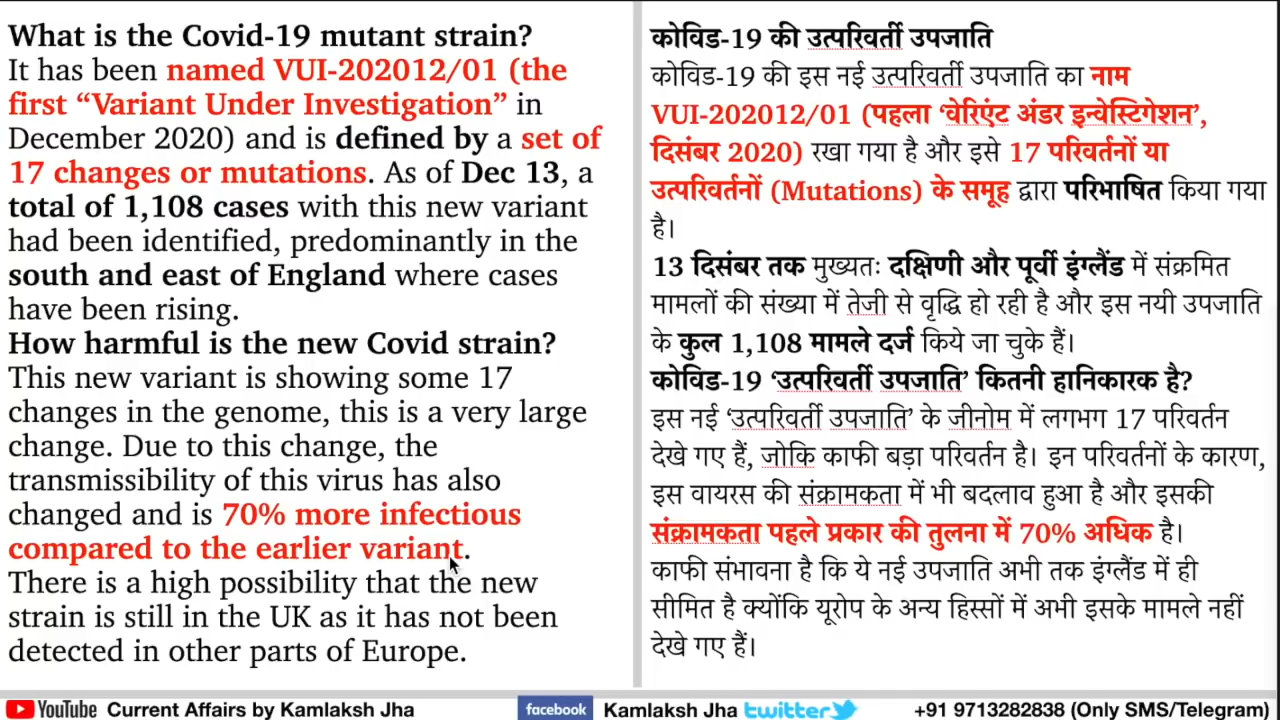 What is the Covid-19 mutant strain?
It has been named VUI-202012/01 (the
first “Variant Under Investigation” in
December 2020) and is defined by a set of
17 changes or mutations. As of Dec 13, a
total of 1,108 cases with this new variant
had been identified, predominantly in the
south and east of England where cases
have been rising.
How harmful is the new Covid strain?
This new variant is showing some 17
changes in the genome, this is a very large
change. Due to this change, the
transmissibility of this virus has also
changed and is 70% more infectious
compared to the earlier variant.
There is a high possibility that the new
strain is still in the UK as it has not been
detected in other parts of Europe.
कोविड-19 की उत्परिवर्ती उपजाति
कोविड-19 की इस नई उत्परिवर्ती उपजाति का नाम
VUI-202012/01 (पहला ‘वेरिएंट अंडर इन्वेस्टिगेशन’,
दिसंबर 2020) रखा गया है और इसे 17 परिवर्तनों या
उत्परिवर्तनों (Mutations) के समूह द्वारा परिभाषित किया गया
है।
13 दिसंबर तक मुख्यतः दक्षिणी और पूर्वी इंग्लैंड में संक्रमित
मामलों की संख्या में तेजी से वृद्धि हो रही है और इस नयी उपजाति
के कुल 1,108 मामले दर्ज किये जा चुके हैं।
कोविड-19 ‘उत्परिवर्ती उपजाति’ कितनी हानिकारक है?
इस नई ‘उत्परिवर्ती उपजाति’ के जीनोम में लगभग 17 परिवर्तन
देखे गए हैं, जोकि काफी बड़ा परिवर्तन है। इन परिवर्तनों के कारण,
इस वायरस की संक्रामकता में भी बदलाव हुआ है और इसकी
संक्रामकता पहले प्रकार की तुलना में 70% अधिक है।
काफी संभावना है कि ये नई उपजाति अभी तक इंग्लैंड में ही
सीमित है क्योंकि यूरोप के अन्य हिस्सों में अभी इसके मामले नहीं
देखे गए हैं।
YouTube Current Affairs by Kamlaksh Jha facebook Kamlaksh Jha twitter +91 9713282838 (Only SMS/Telegram)